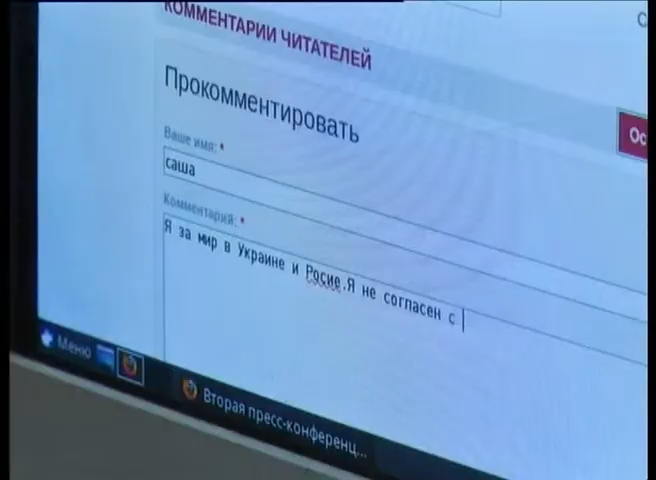 КОММЕНТАРИИ ЧИТАТЕЛЕЙ
Прокомментировать
Ваше имя: *
саша
Комментарий: *
Я за мир в Украине и Росие.Я не согласен с
Меню
Вторая пресс-конференц...